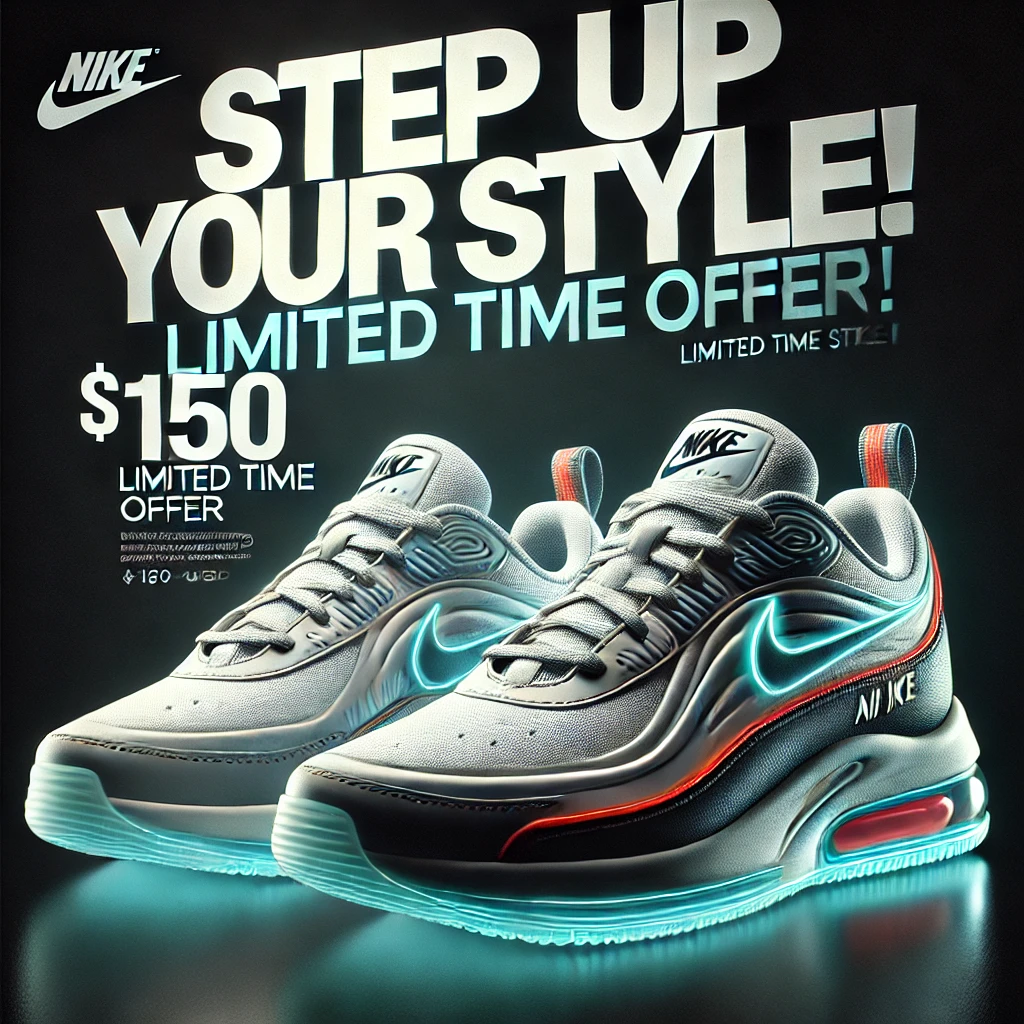 NIKE
STEP UP
YOUR STYLE!
LIMITED TIME OFFER!
LIMITED TIME
$150
LIMITED TIME
OFFER
NIKE